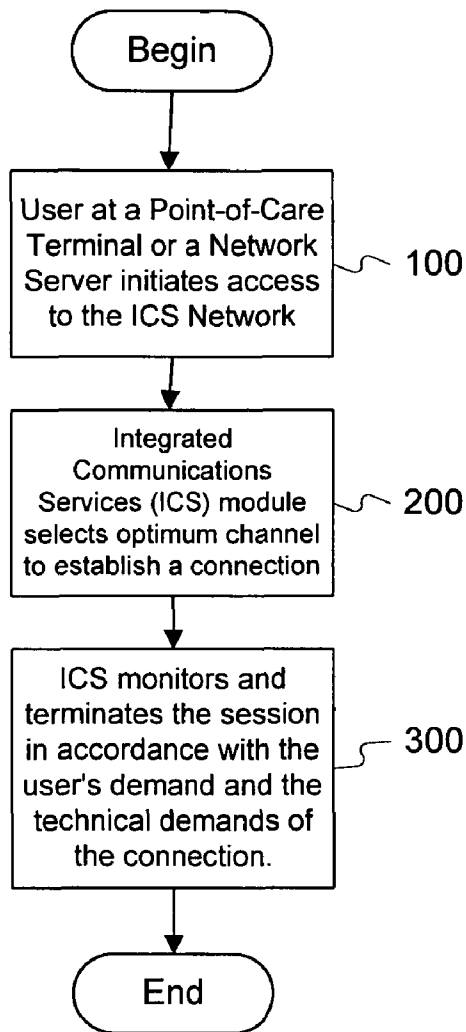 Begin
User at a Point-of-Care
Terminal or a Network
Server initiates access
to the ICS Network
100
Integrated
Communications
Services (ICS) module
selects optimum channel
to establish a connection
200
ICS monitors and
terminates the session
in accordance with the
user's demand and the
technical demands of
the connection.
300
End